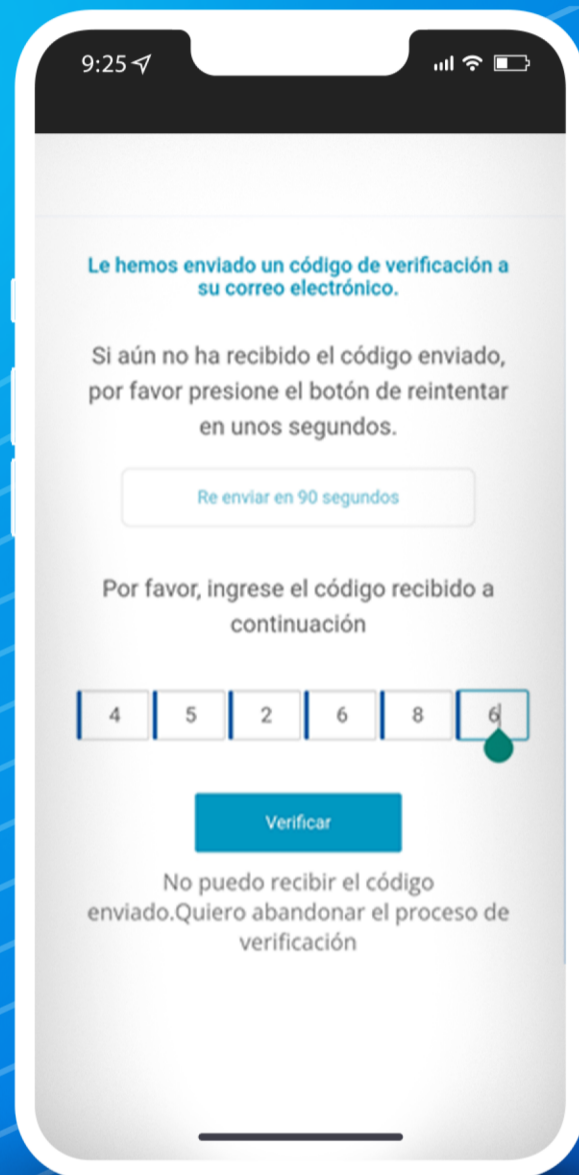 9:25
Le hemos enviado un código de verificación a
su correo electrónico.
Si aún no ha recibido el código enviado,
por favor presione el botón de reintentar
en unos segundos.
Re enviar en 90 segundos
Por favor, ingrese el código recibido a
continuación
4 5 2 6 8 6
Verificar
No puedo recibir el código
enviado.Quiero abandonar el proceso de
verificación